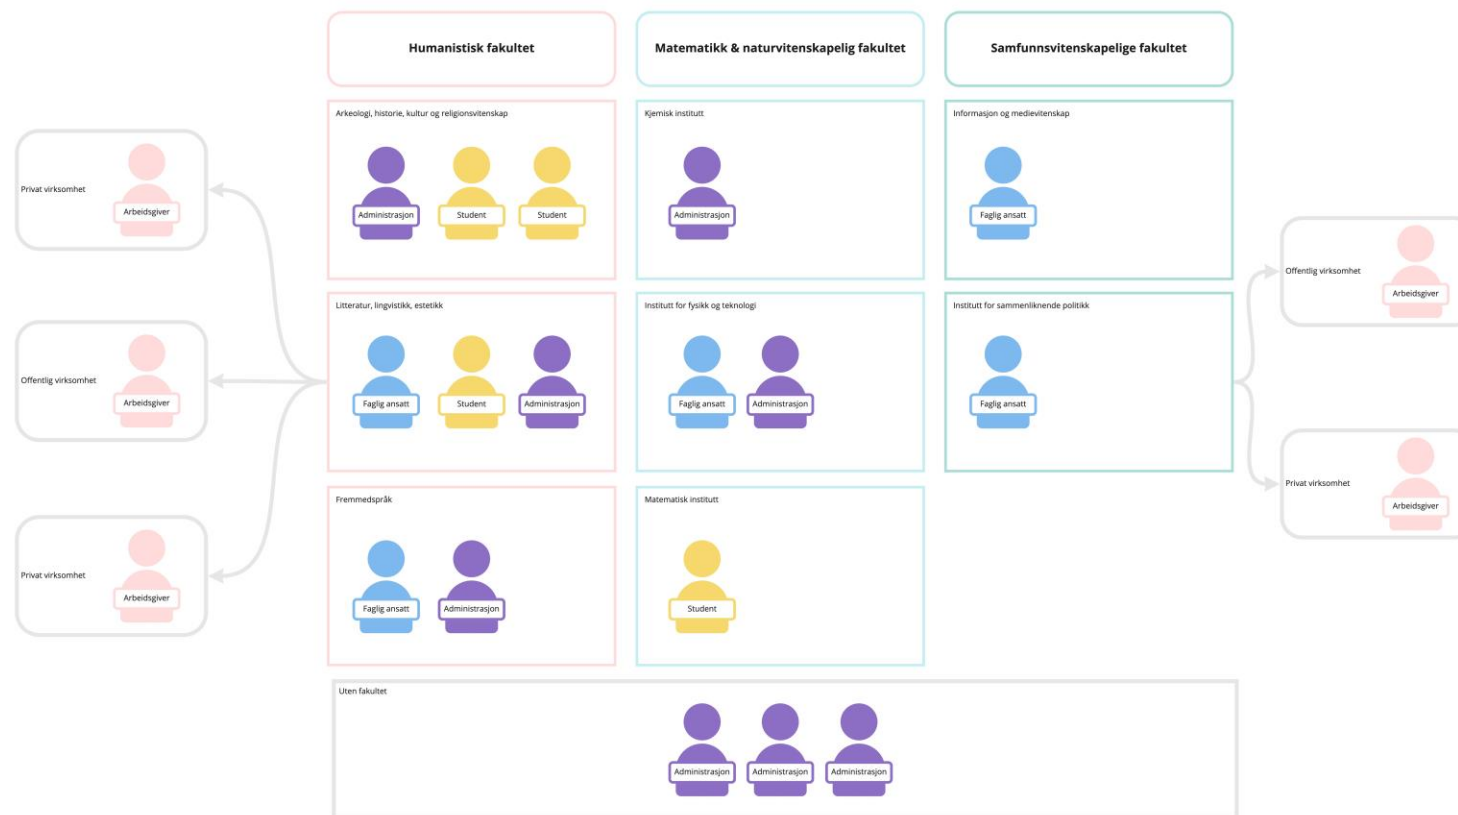 Humanistisk fakultet
Matematikk & naturvitenskapelig fakultet
Samfunnsvitenskapelige fakultet
Arkeologi, historie, kultur og religionsvitenskap
Administrasjon
Student
Student
Kjemisk institutt
Administrasjon
Informasjon og medievitenskap
Faglig ansatt
Privat virksomhet
Arbeidsgiver
Offentlig virksomhet
Arbeidsgiver
Litteratur, lingvistikk, estetikk
Faglig ansatt
Student
Administrasjon
Institutt for fysikk og teknologi
Faglig ansatt
Administrasjon
Institutt for sammenliknende politikk
Faglig ansatt
Offentlig virksomhet
Arbeidsgiver
Privat virksomhet
Arbeidsgiver
Fremmedspråk
Faglig ansatt
Administrasjon
Matematisk institutt
Student
Privat virksomhet
Arbeidsgiver
Uten fakultet
Administrasjon
Administrasjon
Administrasjon